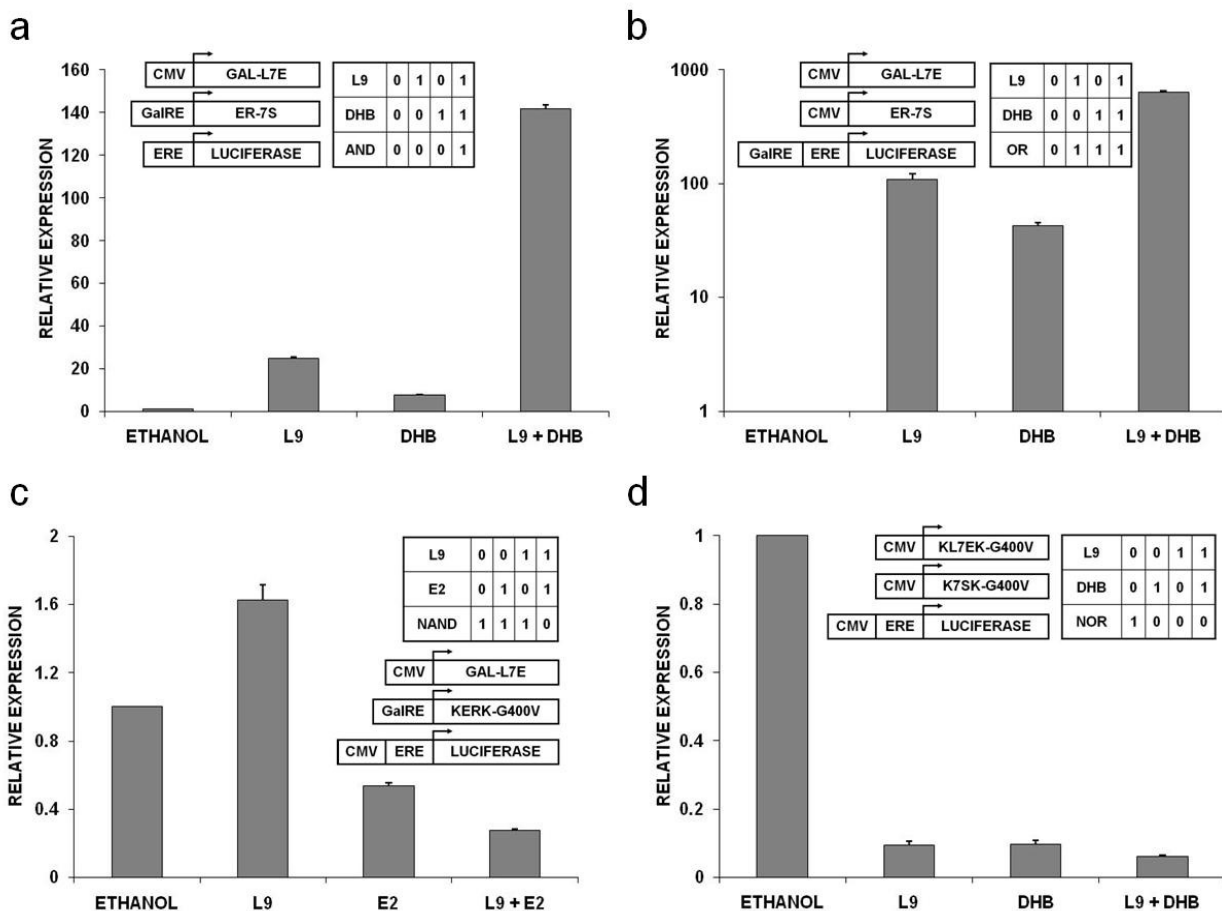 a
RELATIVE EXPRESSION
160
140
120
100
80
60
40
20
0
CMV GAL-L7E
GalRE ER-7S
ERE LUCIFERASE
L9 0 1 0 1
DHB 0 0 1 1
AND 0 0 0 1
ETHANOL L9 DHB L9 + DHB
b
RELATIVE EXPRESSION
1000
100
10
1
CMV GAL-L7E
CMV ER-7S
GalRE ERE LUCIFERASE
L9 0 1 0 1
DHB 0 0 1 1
OR 0 1 1 1
ETHANOL L9 DHB L9 + DHB
c
RELATIVE EXPRESSION
2
1.6
1.2
0.8
0.4
0
L9 0 0 1 1
E2 0 1 0 1
NAND 1 1 1 0
CMV GAL-L7E
GalRE KERK-G400V
CMV ERE LUCIFERASE
ETHANOL L9 E2 L9 + E2
d
RELATIVE EXPRESSION
1
0.8
0.6
0.4
0.2
0
CMV KL7EK-G400V
CMV K7SK-G400V
CMV ERE LUCIFERASE
L9 0 0 1 1
DHB 0 1 0 1
NOR 1 0 0 0
ETHANOL L9 DHB L9 + DHB